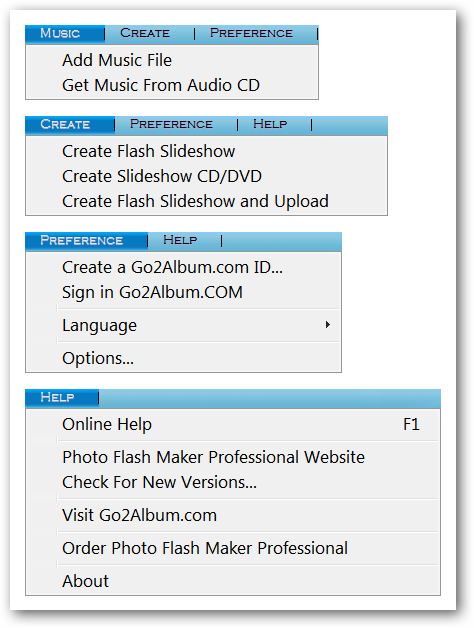 Music | Create | Preference |
Add Music File
Get Music From Audio CD
Create | Preference | Help |
Create Flash Slideshow
Create Slideshow CD/DVD
Create Flash Slideshow and Upload
Preference | Help |
Create a Go2Album.com ID...
Sign in Go2Album.COM
Language
Options...
Help |
Online Help F1
Photo Flash Maker Professional Website
Check For New Versions...
Visit Go2Album.com
Order Photo Flash Maker Professional
About